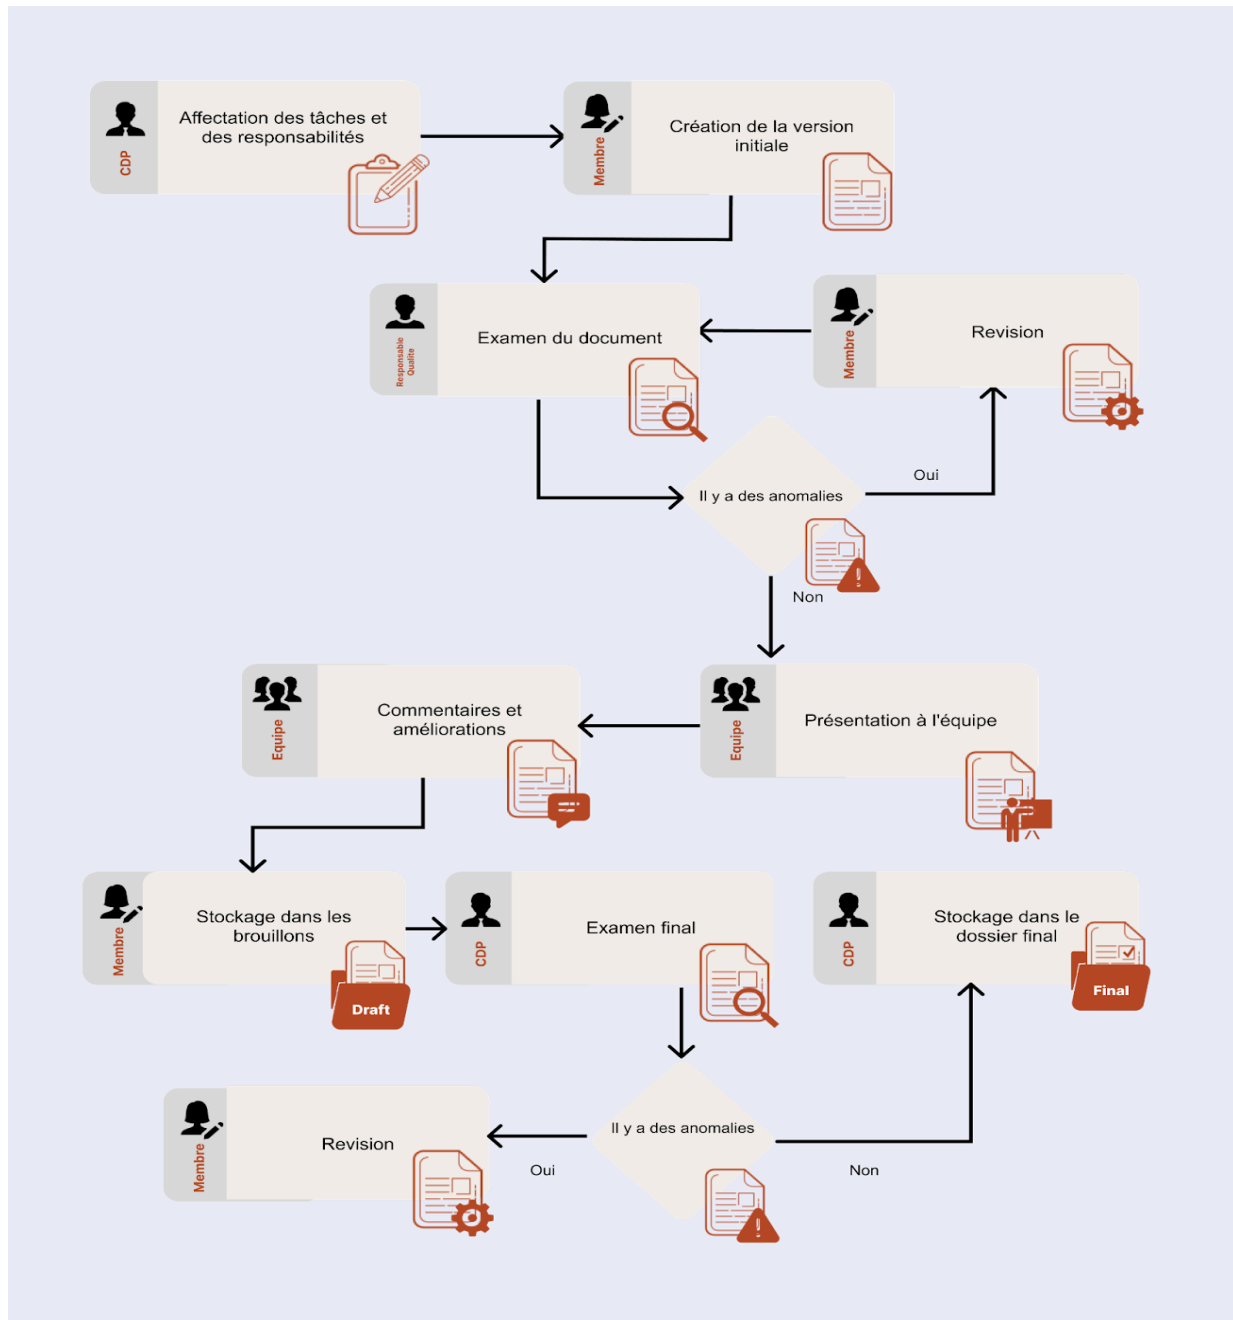 CDP
Affectation des tâches et
des responsabilités
Membre
Création de la version
initiale
Responsable
Qualite
Examen du document
Membre
Revision
Il y a des anomalies
Oui
Non
Equipe
Commentaires et
améliorations
Equipe
Présentation à l'équipe
Membre
Stockage dans les
brouillons
Draft
CDP
Examen final
CDP
Stockage dans le
dossier final
Final
Membre
Revision
Il y a des anomalies
Oui
Non